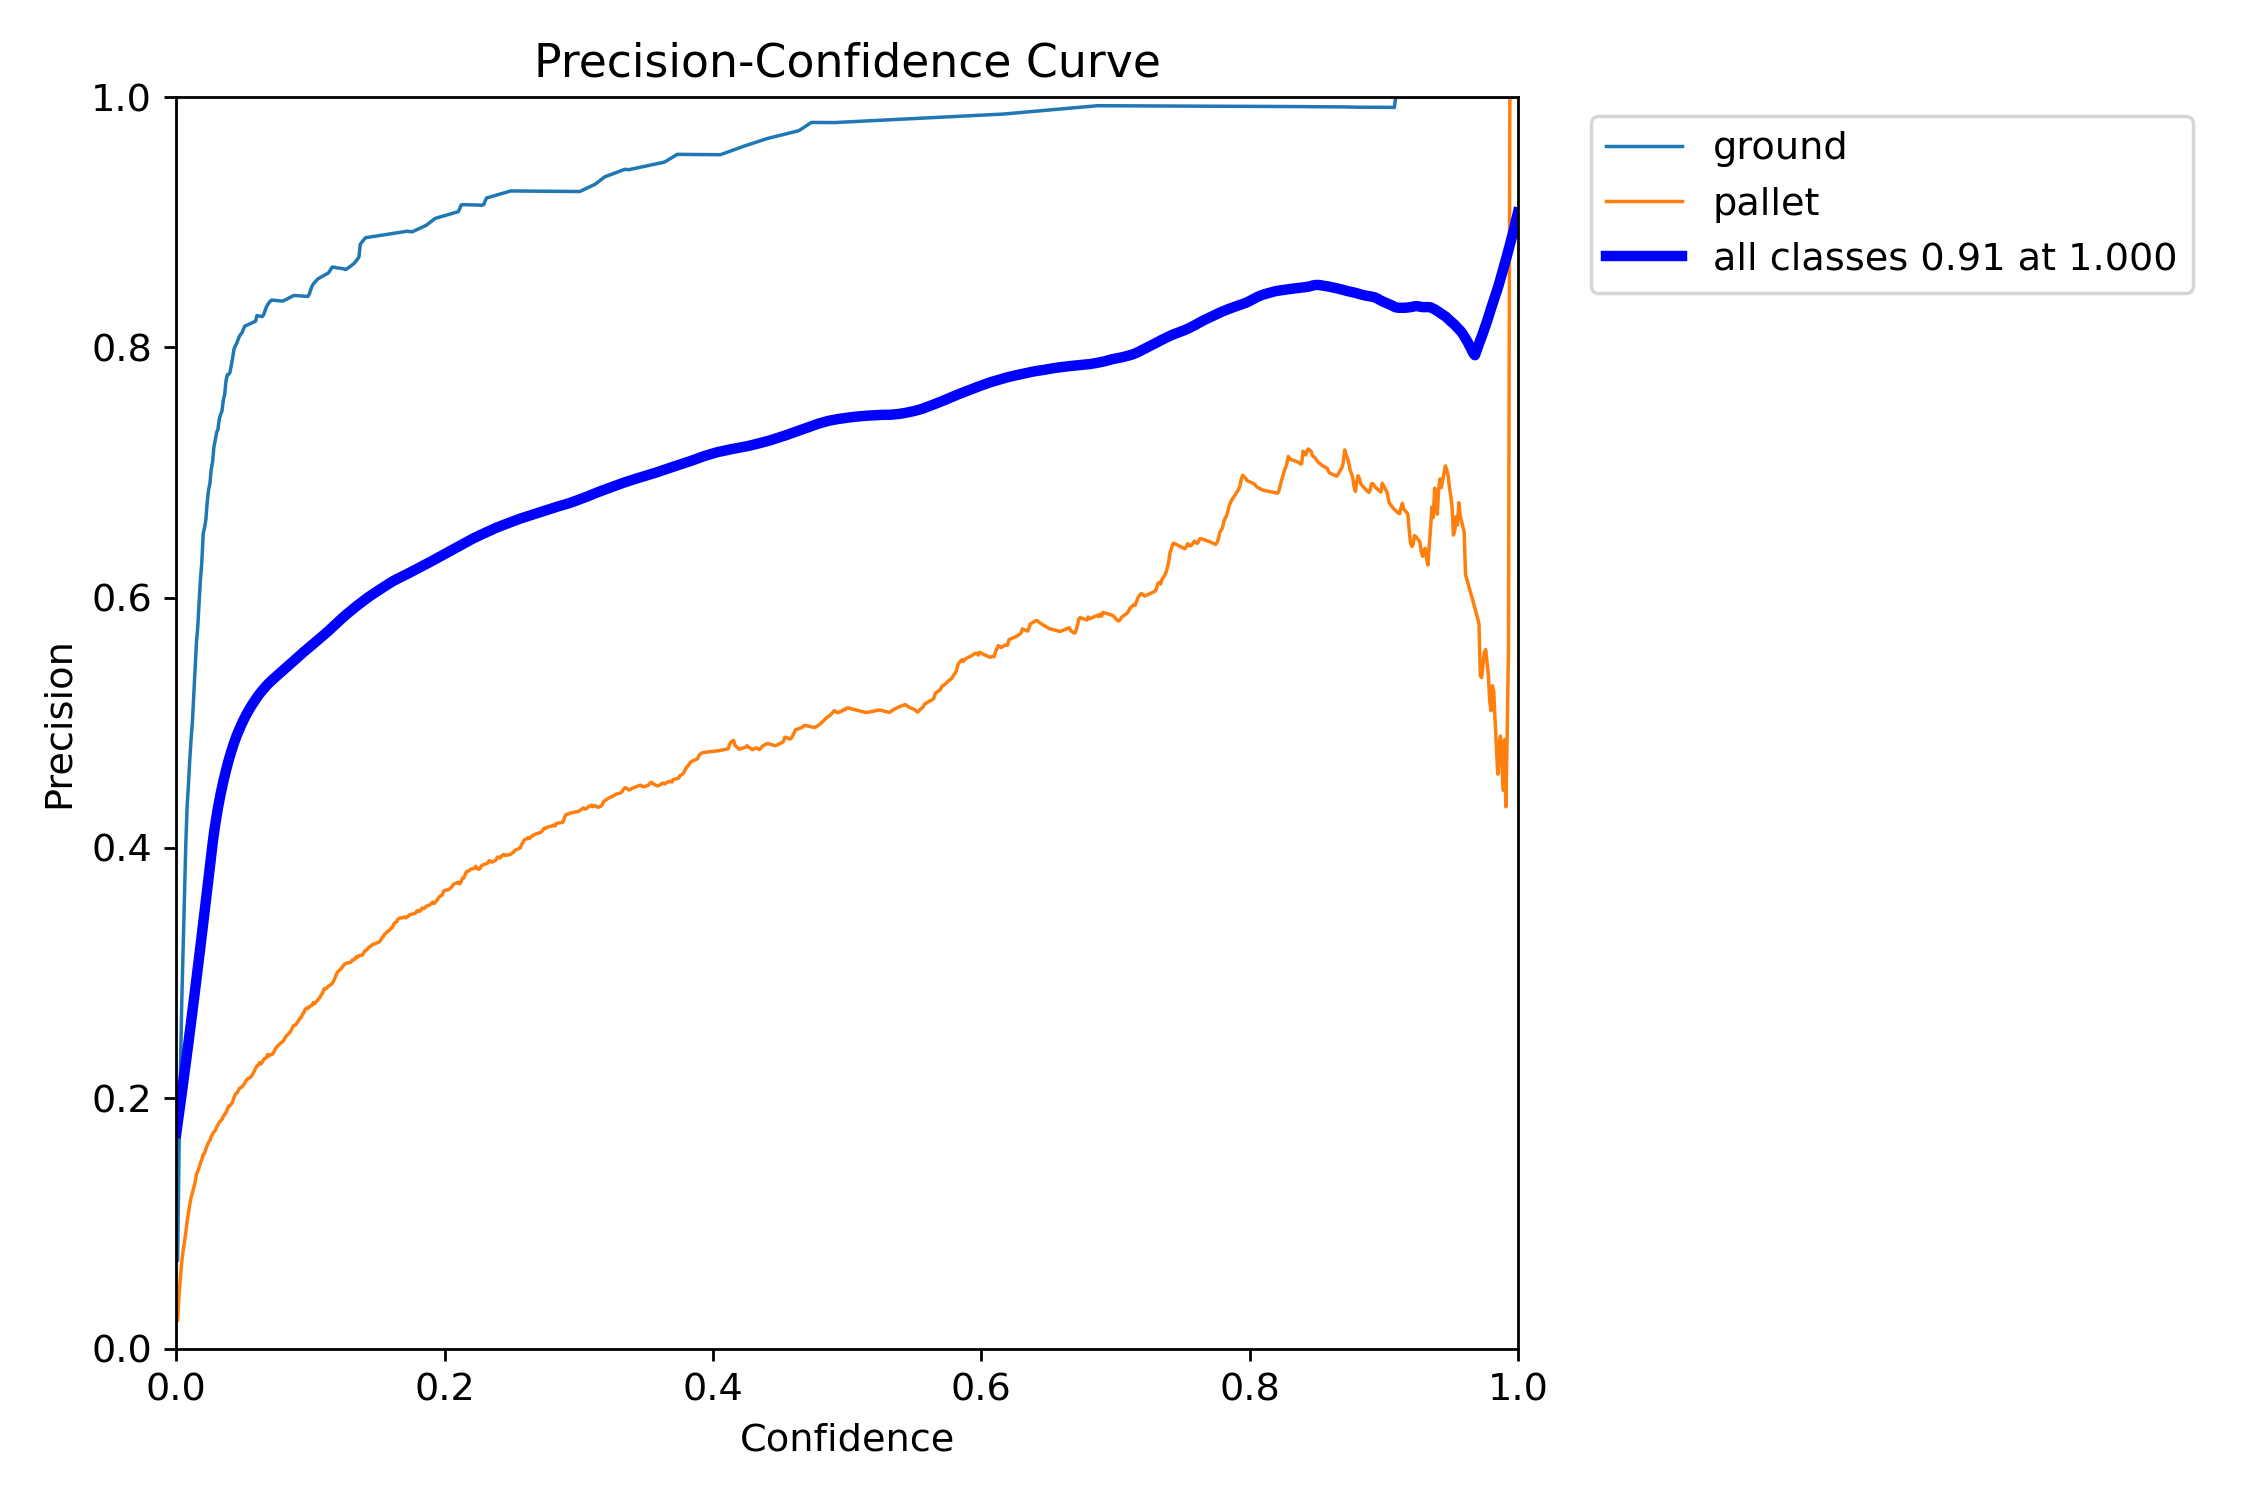 Precision-Confidence Curve
1.0
0.8
0.6
0.4
0.2
0.0
Precision
0.0 0.2 0.4 0.6 0.8 1.0
Confidence
ground
pallet
all classes 0.91 at 1.000